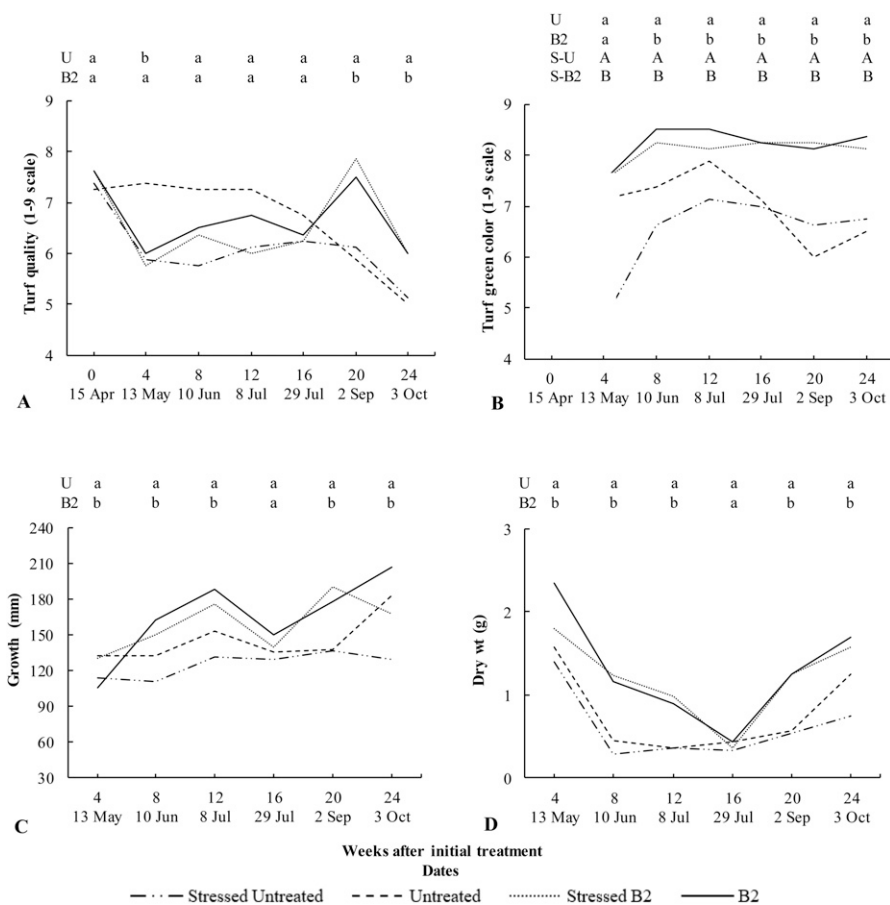 U a b a a a a a
B2 a a a a a b b
9
8
7
6
5
4
Turf quality (1-9 scale)
0 4 8 12 16 20 24
15 Apr 13 May 10 Jun 8 Jul 29 Jul 2 Sep 3 Oct
A
U a a a a a a
B2 a b b b b b
S-U A A A A A A
S-B2 B B B B B B
9
8
7
6
5
4
Turf green color (1-9 scale)
0 4 8 12 16 20 24
15 Apr 13 May 10 Jun 8 Jul 29 Jul 2 Sep 3 Oct
B
U a a a a a a
B2 b b b a b b
240
210
180
150
120
90
60
30
Growth (mm)
4 8 12 16 20 24
13 May 10 Jun 8 Jul 29 Jul 2 Sep 3 Oct
C
U a a a a a a
B2 b b b a b b
3
2
1
0
Dry wt (g)
4 8 12 16 20 24
13 May 10 Jun 8 Jul 29 Jul 2 Sep 3 Oct
D
Weeks after initial treatment
Dates
Stressed Untreated Untreated Stressed B2 B2